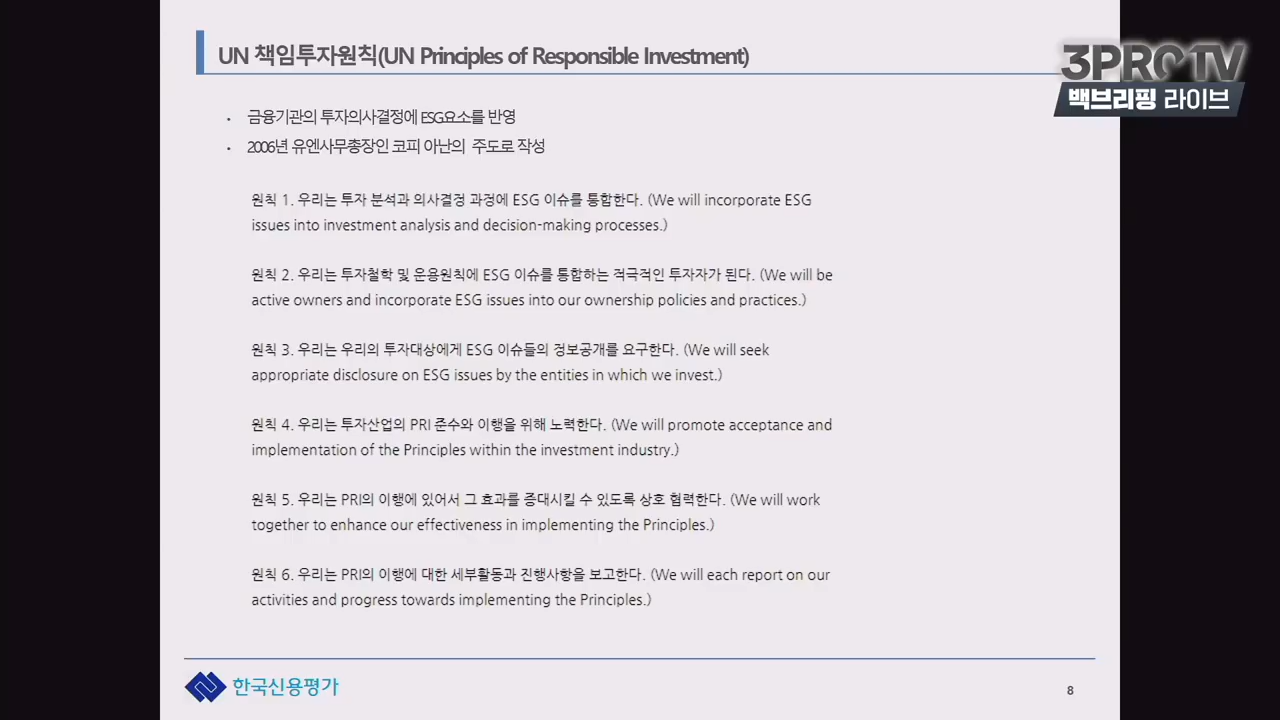 UN 책임투자원칙(UN Principles of Responsible Investment)
3PROTV
백브리핑 라이브
• 금융기관의 투자의사결정에 ESG요소를 반영
• 2006년 유엔사무총장인 코피 아난의 주도로 작성
원칙 1. 우리는 투자 분석과 의사결정 과정에 ESG 이슈를 통합한다. (We will incorporate ESG
issues into investment analysis and decision-making processes.)
원칙 2. 우리는 투자철학 및 운용원칙에 ESG 이슈를 통합하는 적극적인 투자자가 된다. (We will be
active owners and incorporate ESG issues into our ownership policies and practices.)
원칙 3. 우리는 우리의 투자대상에게 ESG 이슈들의 정보공개를 요구한다. (We will seek
appropriate disclosure on ESG issues by the entities in which we invest.)
원칙 4. 우리는 투자산업의 PRI 준수와 이행을 위해 노력한다. (We will promote acceptance and
implementation of the Principles within the investment industry.)
원칙 5. 우리는 PRI의 이행에 있어서 그 효과를 증대시킬 수 있도록 상호 협력한다. (We will work
together to enhance our effectiveness in implementing the Principles.)
원칙 6. 우리는 PRI의 이행에 대한 세부활동과 진행사항을 보고한다. (We will each report on our
activities and progress towards implementing the Principles.)
한국신용평가
8